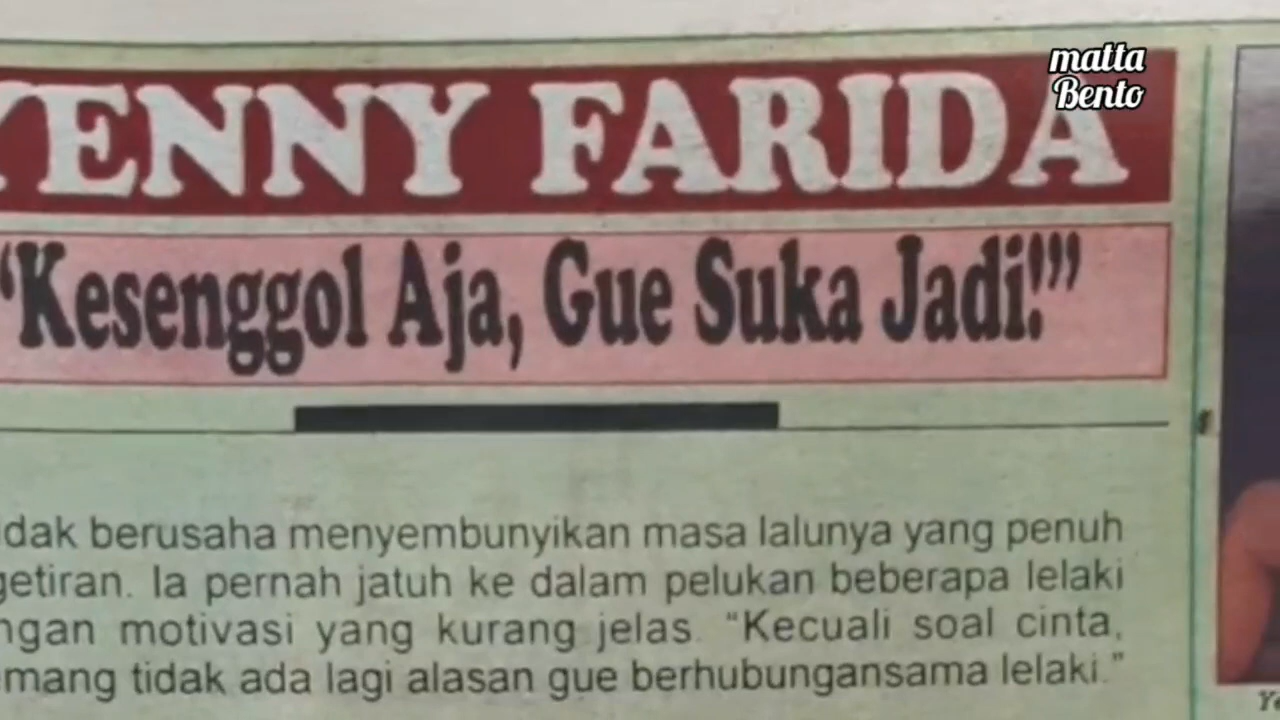 matta
Bento
YENNY FARIDA
“Kesenggol Aja, Gue Suka Jadi!”’
idak berusaha menyembunyikan masa lalunya yang penuh
getiran. Ia pernah jatuh ke dalam pelukan beberapa lelaki
ngan motivasi yang kurang jelas. “Kecuali soal cinta,
mang tidak ada lagi alasan gue berhubungansama lelaki.”